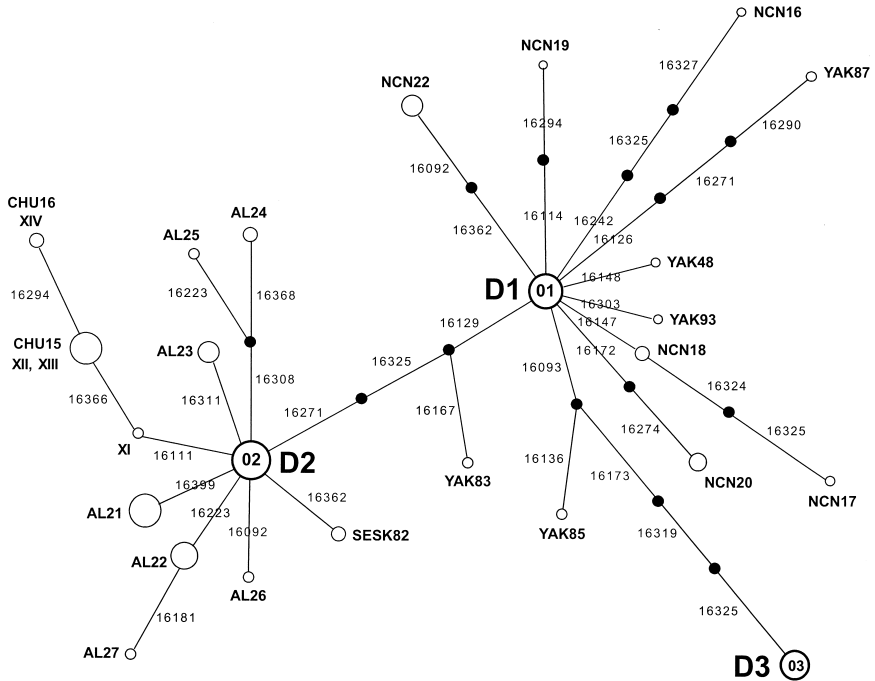 NCN16
NCN19
16327
YAK87
NCN22
16294
16290
16325
16092
16271
CHU16
XIV
AL24
AL25
16362
16114
16242
16126
YAK48
16148
D1
01
16294
16223
16368
16303
YAK93
16147
16129
CHU15
XII, XIII
AL23
16172
NCN18
16325
16093
16308
16324
16366
16311
16271
16167
16325
16274
XI
16111
02
D2
16136
16173
YAK83
NCN20
16399
NCN17
AL21
16223
16362
16092
SESK82
YAK85
16319
AL22
AL26
16181
16325
AL27
D3
03